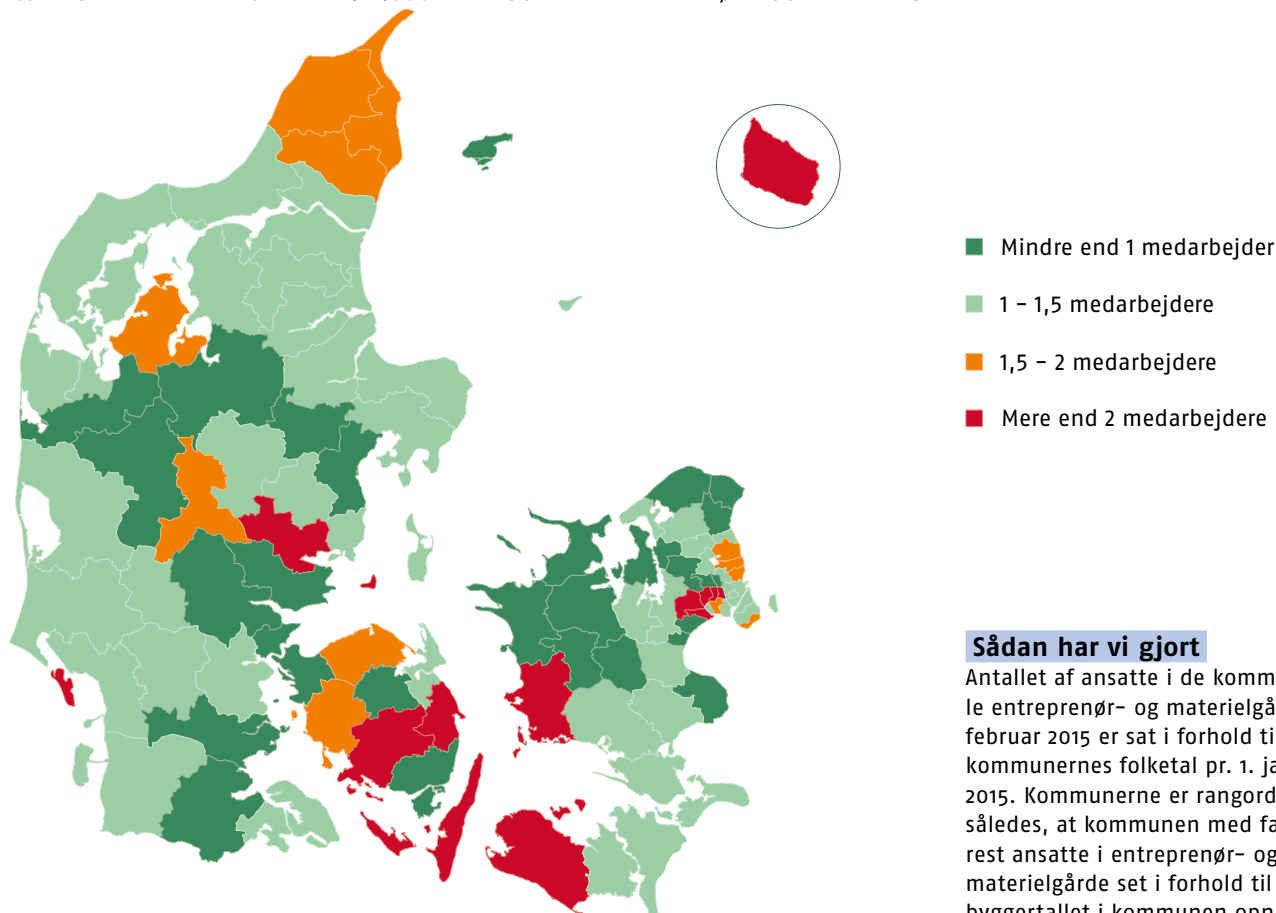 Mindre end 1 medarbejder
1 – 1,5 medarbejdere
1,5 – 2 medarbejdere
Mere end 2 medarbejdere
Sådan har vi gjort
Antallet af ansatte i de komm
le entreprenør- og materielgå
februar 2015 er sat i forhold ti
kommunernes folketal pr. 1. ja
2015. Kommunerne er rangord
således, at kommunen med fa
rest ansatte i entreprenør- og
materielgårde set i forhold til
byggertallet i kommunen opn